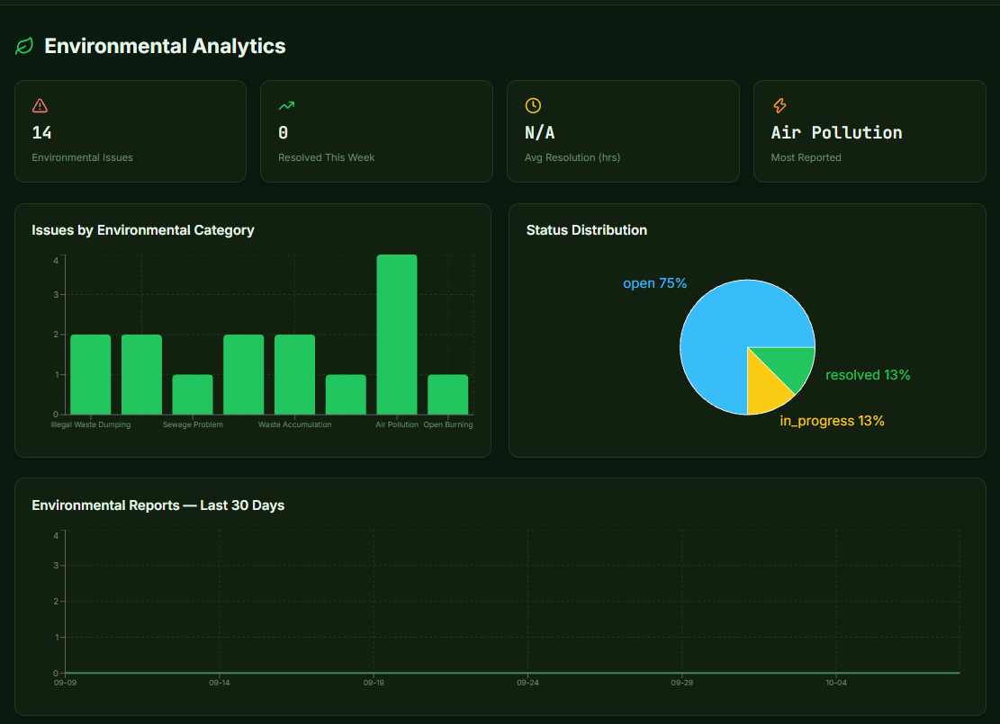 Environmental Analytics
14
Environmental Issues
0
Resolved This Week
N/A
Avg Resolution (hrs)
Air Pollution
Most Reported
Issues by Environmental Category
4
3
2
1
0
Illegal Waste Dumping
Sewage Problem
Waste Accumulation
Air Pollution
Open Burning
Status Distribution
open 75%
resolved 13%
in_progress 13%
Environmental Reports — Last 30 Days
4
3
2
1
0
09-09
09-14
09-19
09-24
09-29
10-04